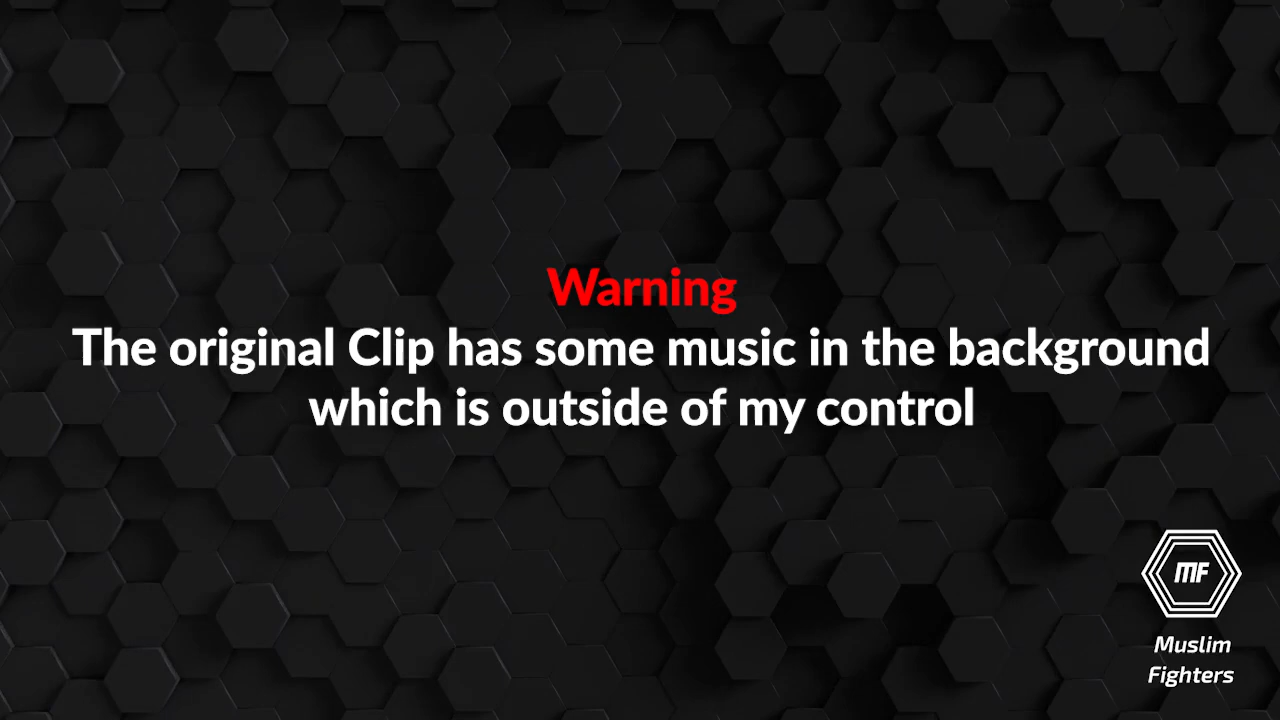 Warning
The original Clip has some music in the background
which is outside of my control
MF
Muslim
Fighters